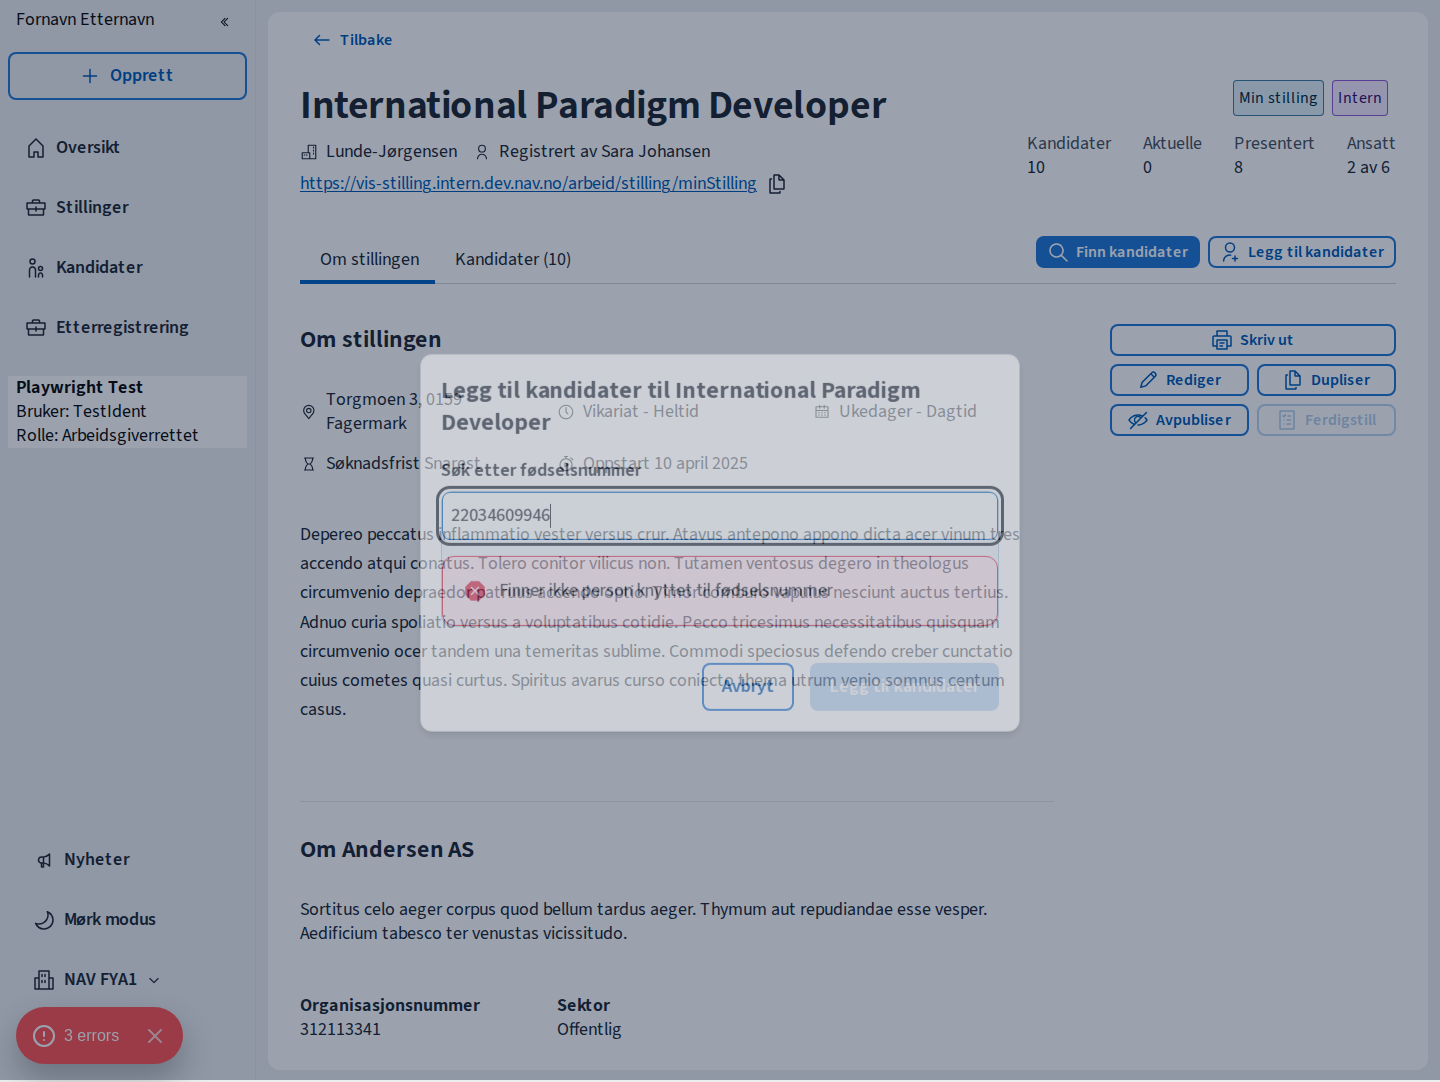 Fornavn Etternavn
Opprett
Oversikt
Stillinger
Kandidater
Etterregistrering
Playwright Test
Bruker: TestIdent
Rolle: Arbeidsgiverrettet
Nyheter
Mørk modus
NAV FYA1
3 errors
Tilbake
International Paradigm Developer
Min stilling
Intern
Lunde-Jørgensen
Registrert av Sara Johansen
https://vis-stilling.intern.dev.nav.no/arbeid/stilling/minStilling
Kandidater
10
Aktuelle
0
Presentert
8
Ansatt
2 av 6
Om stillingen
Kandidater (10)
Finn kandidater
Legg til kandidater
Om stillingen
Skriv ut
Rediger
Dupliser
Avpubliser
Ferdigstill
Torgmoen 3, 0159
Fagermark
Vikariat - Heltid
Ukedager - Dagtid
Søknadsfrist Snarest
Oppstart 10 april 2025
Legg til kandidater til International Paradigm
Developer
Søk etter fødselsnummer
22034609946
Finner ikke person knyttet til fødselsnummer
Avbryt
Legg til kandidater
Depereo peccatus inflammatio vester versus crur. Atavus antepono appono dicta acer vinum tres
accendo atqui conatus. Tolero conitor vilicus non. Tutamen ventosus degero in theologus
circumvenio depraedor patruus nesciunt auctus tertius.
Adnuo curia spoliatio versus a voluptatibus cotidie. Pecco tricesimus necessitatibus quisquam
circumvenio ocer tandem una temeritas sublime. Commodi speciosus defendo creber cunctatio
cuius cometes quasi curtus. Spiritus avarus curso coniecto thema utrum venio somnus centum
casus.
Om Andersen AS
Sortitus celo aeger corpus quod bellum tardus aeger. Thymum aut repudiandae esse vesper.
Aedificium tabesco ter venustas vicissitudo.
Organisasjonsnummer
312113341
Sektor
Offentlig